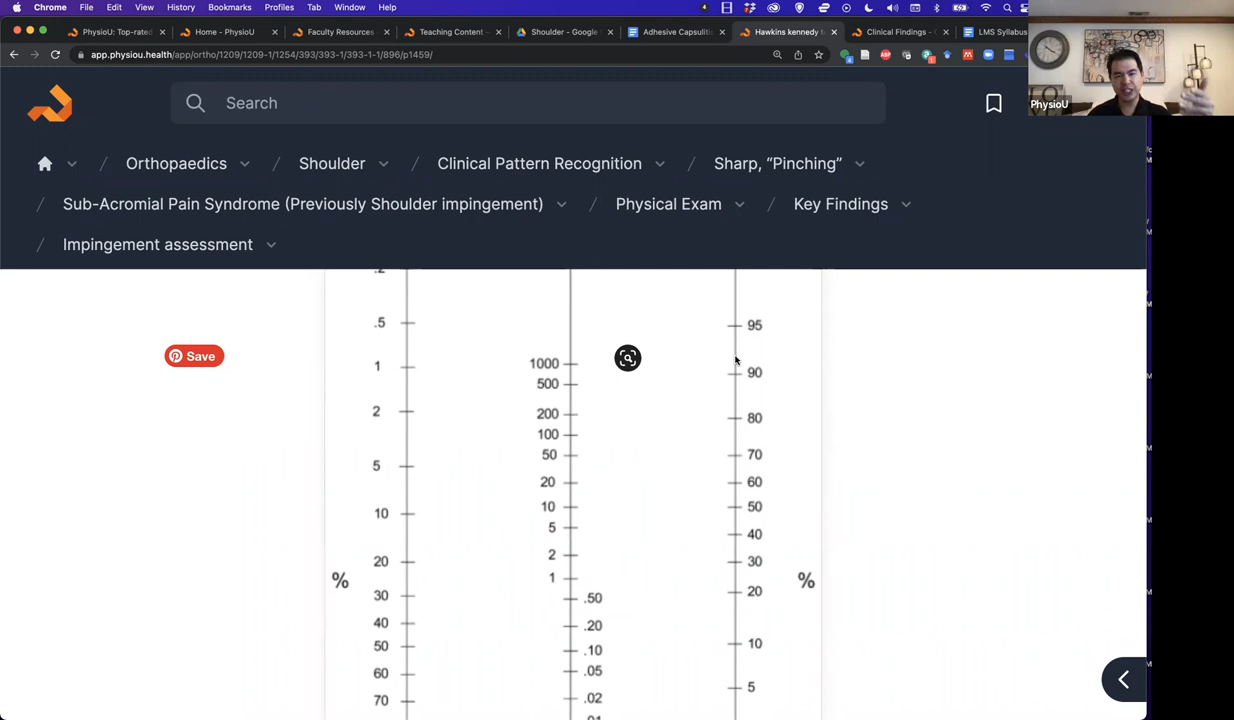 Chrome File Edit View History Bookmarks Profiles Tab Window Help
PhysioU: Top-rated
Home - PhysioU
Faculty Resources
Teaching Content –
Shoulder - Google
Adhesive Capsuliti
Hawkins kennedy t
Clinical Findings -
LMS Syllabus
app.physiou.health/app/ortho/1209/1209-1/1254/393/393-1/393-1-1/896/p1459/
PhysioU
Search
/ Orthopaedics / Shoulder / Clinical Pattern Recognition / Sharp, “Pinching”
/ Sub-Acromial Pain Syndrome (Previously Shoulder impingement) / Physical Exam / Key Findings
/ Impingement assessment
.2
.5
1
2
5
10
20
%
30
40
50
60
70
Save
1000
500
200
100
50
20
10
5
2
1
.50
.20
.10
.05
.02
95
90
80
70
60
50
40
30
%
20
10
5